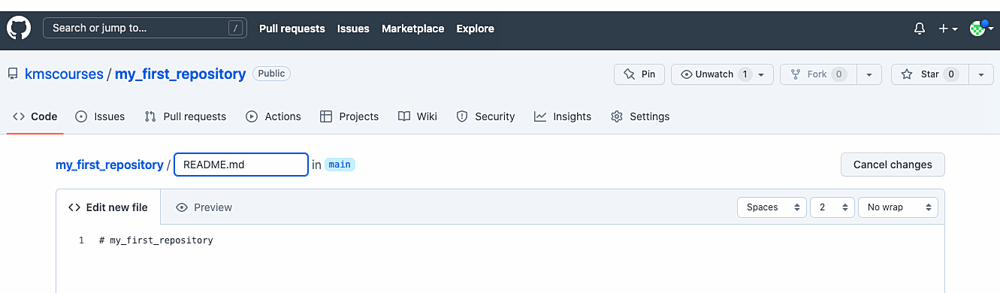 Search or jump to... / Pull requests Issues Marketplace Explore
kmscourses / my_first_repository Public Pin Unwatch 1 Fork 0 Star 0
Code Issues Pull requests Actions Projects Wiki Security Insights Settings
my_first_repository / README.md in main Cancel changes
<> Edit new file Preview Spaces 2 No wrap
1 # my_first_repository